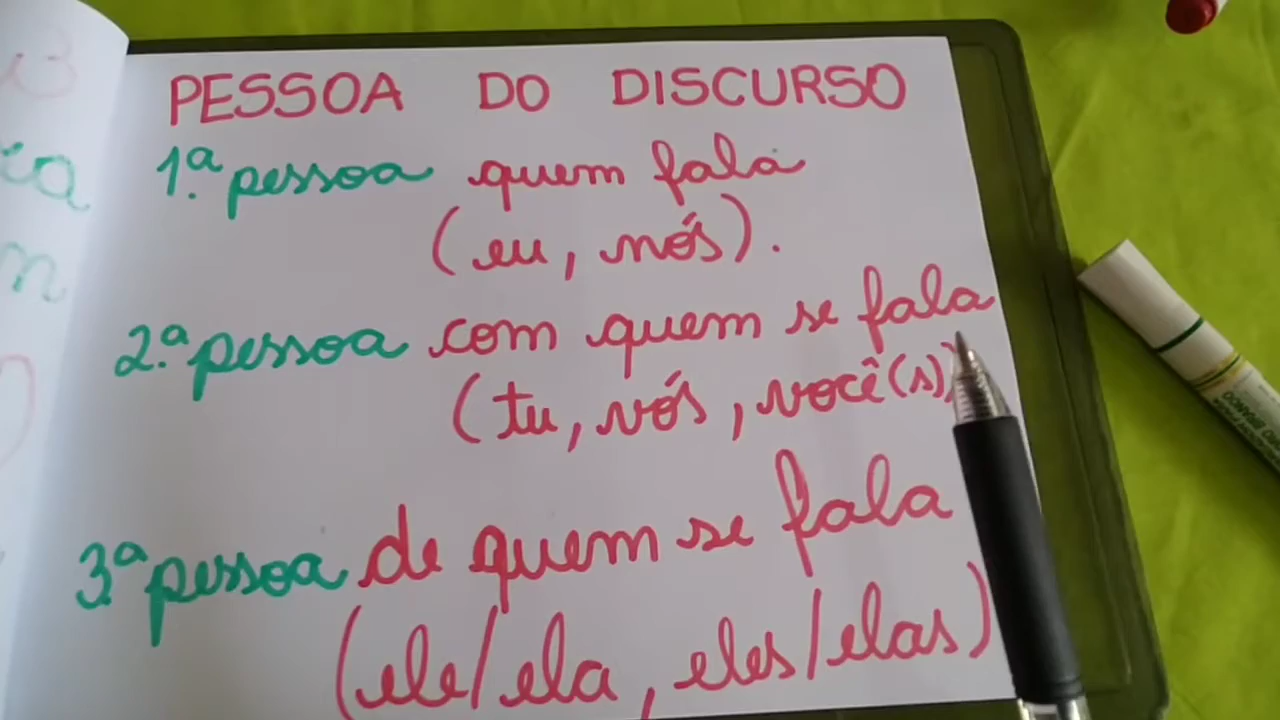 PESSOA DO DISCURSO
1.ª pessoa quem fala
(eu, nós).
2.ª pessoa com quem se fala
(tu, vós, você(s))
3.ª pessoa de quem se fala
(ele/ela, eles/elas)